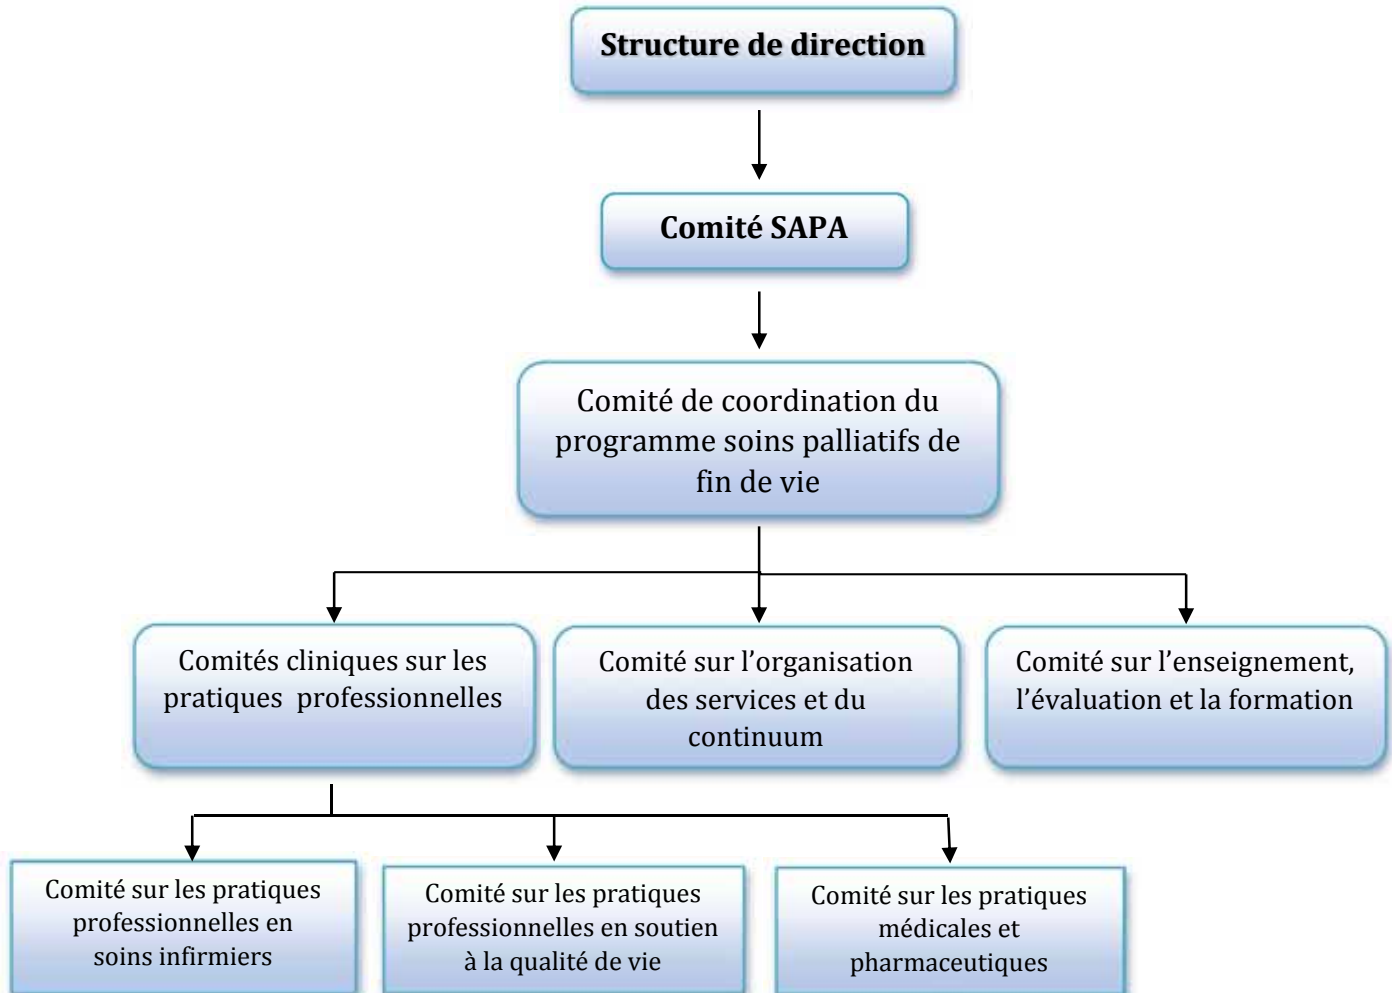 Structure de direction
Comité SAPA
Comité de coordination du
programme soins palliatifs de
fin de vie
Comités cliniques sur les
pratiques professionnelles
Comité sur l’organisation
des services et du
continuum
Comité sur l’enseignement,
l’évaluation et la formation
Comité sur les pratiques
professionnelles en
soins infirmiers
Comité sur les pratiques
professionnelles en soutien
à la qualité de vie
Comité sur les pratiques
médicales et
pharmaceutiques